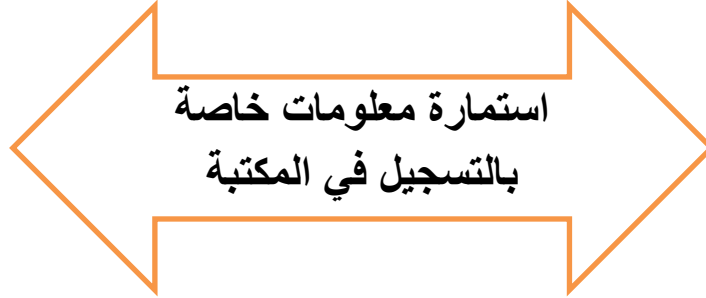 استمارة معلومات خاصة
بالتسجيل في المكتبة